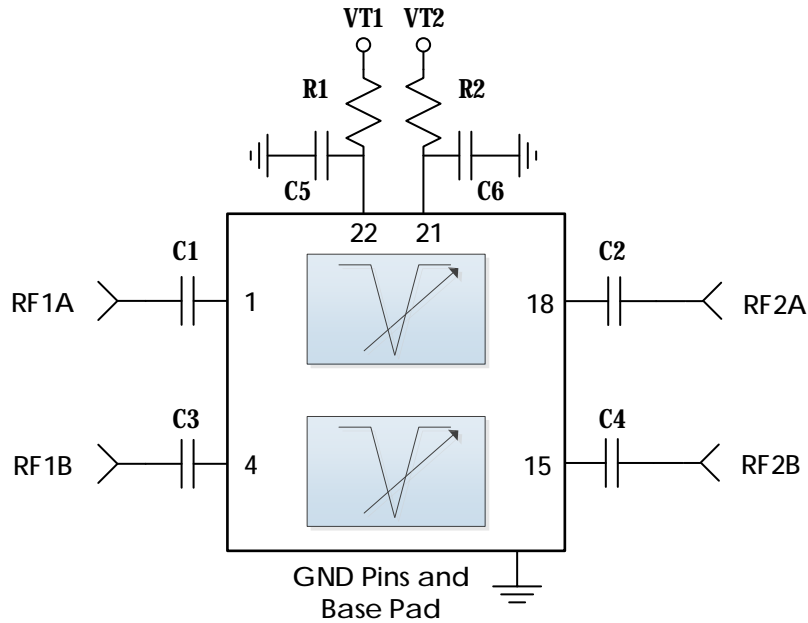 VT1 VT2
R1 R2
C5 C6
22 21
C1 C2
RF1A 1 18 RF2A
C3 C4
RF1B 4 15 RF2B
GND Pins and
Base Pad